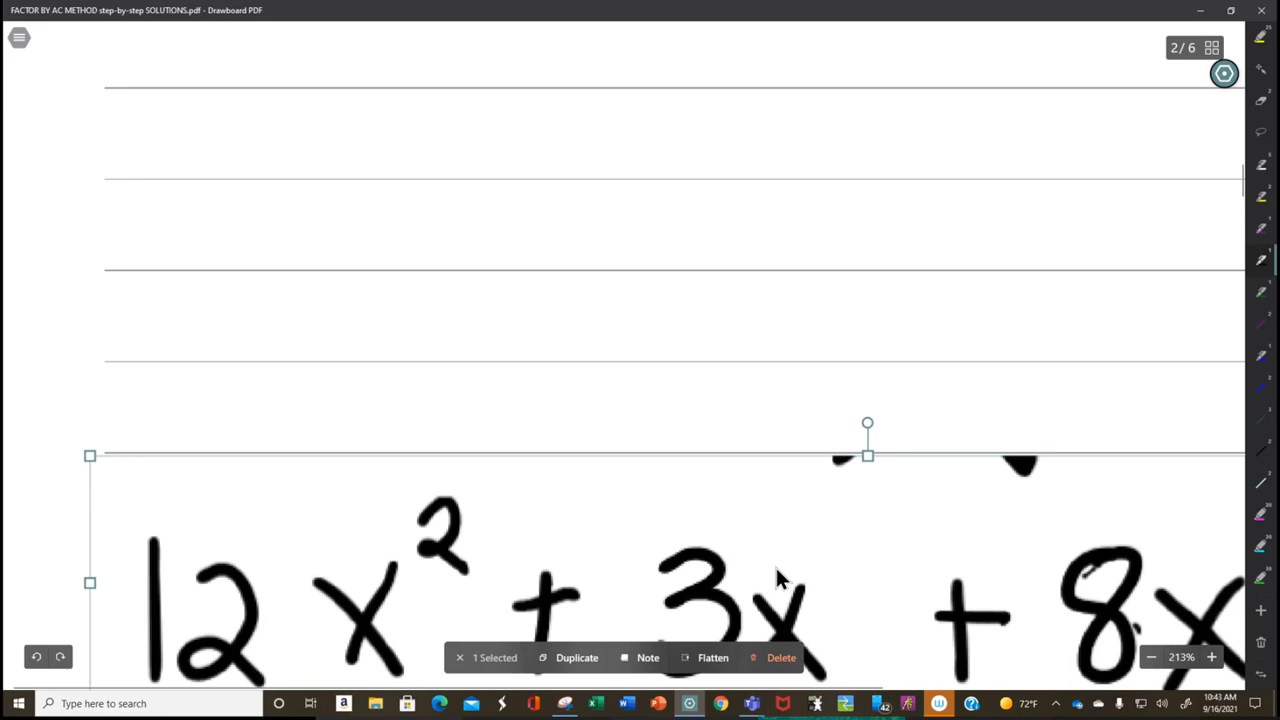 FACTOR BY AC METHOD step-by-step SOLUTIONS.pdf - Drawboard PDF
2 / 6
12x² + 3x + 8x
1 Selected Duplicate Note Flatten Delete
213%
Type here to search
72°F
10:43 AM
9/16/2021